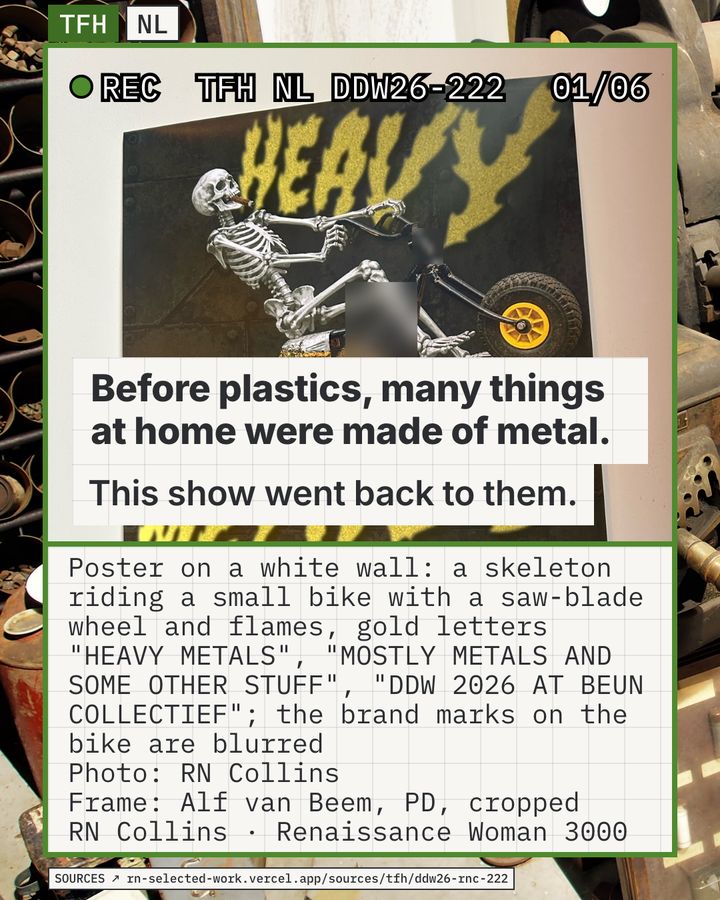 TFH NL
REC TFH NL DDW26-222 01/06
HEAVY
Before plastics, many things
at home were made of metal.
This show went back to them.
Poster on a white wall: a skeleton
riding a small bike with a saw-blade
wheel and flames, gold letters
"HEAVY METALS", "MOSTLY METALS AND
SOME OTHER STUFF", "DDW 2026 AT BEUN
COLLECTIEF"; the brand marks on the
bike are blurred
Photo: RN Collins
Frame: Alf van Beem, PD, cropped
RN Collins · Renaissance Woman 3000
SOURCES ↗ rn-selected-work.vercel.app/sources/tfh/ddw26-rnc-222